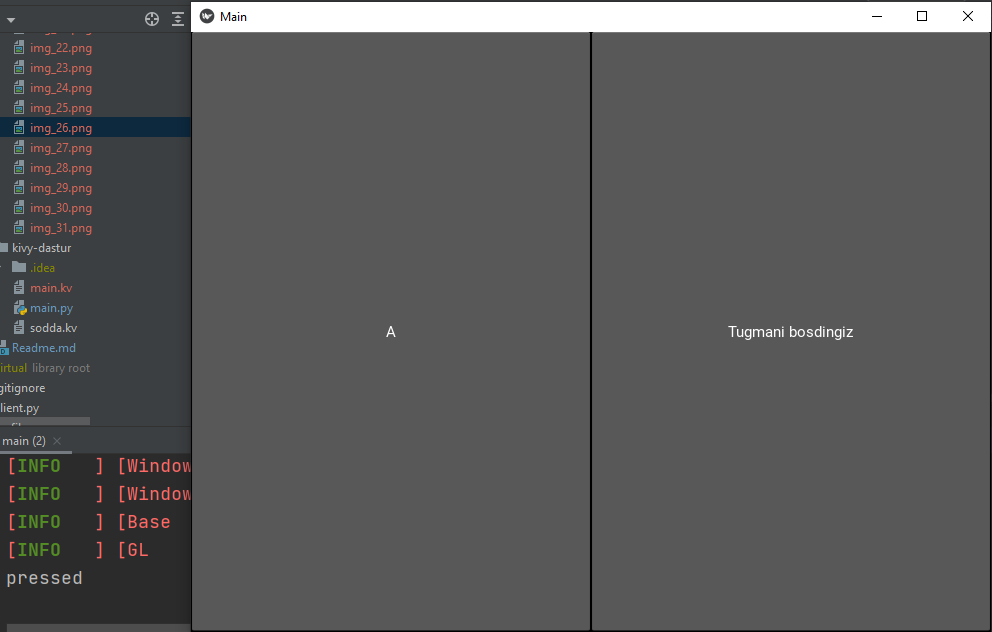 Main
img_22.png
img_23.png
img_24.png
img_25.png
img_26.png
img_27.png
img_28.png
img_29.png
img_30.png
img_31.png
kivy-dastur
.idea
main.kv
main.py
sodda.kv
Readme.md
irtual library root
gitignore
lient.py
main (2)
[INFO ] [Window
[INFO ] [Window
[INFO ] [Base
[INFO ] [GL
pressed
A
Tugmani bosdingiz